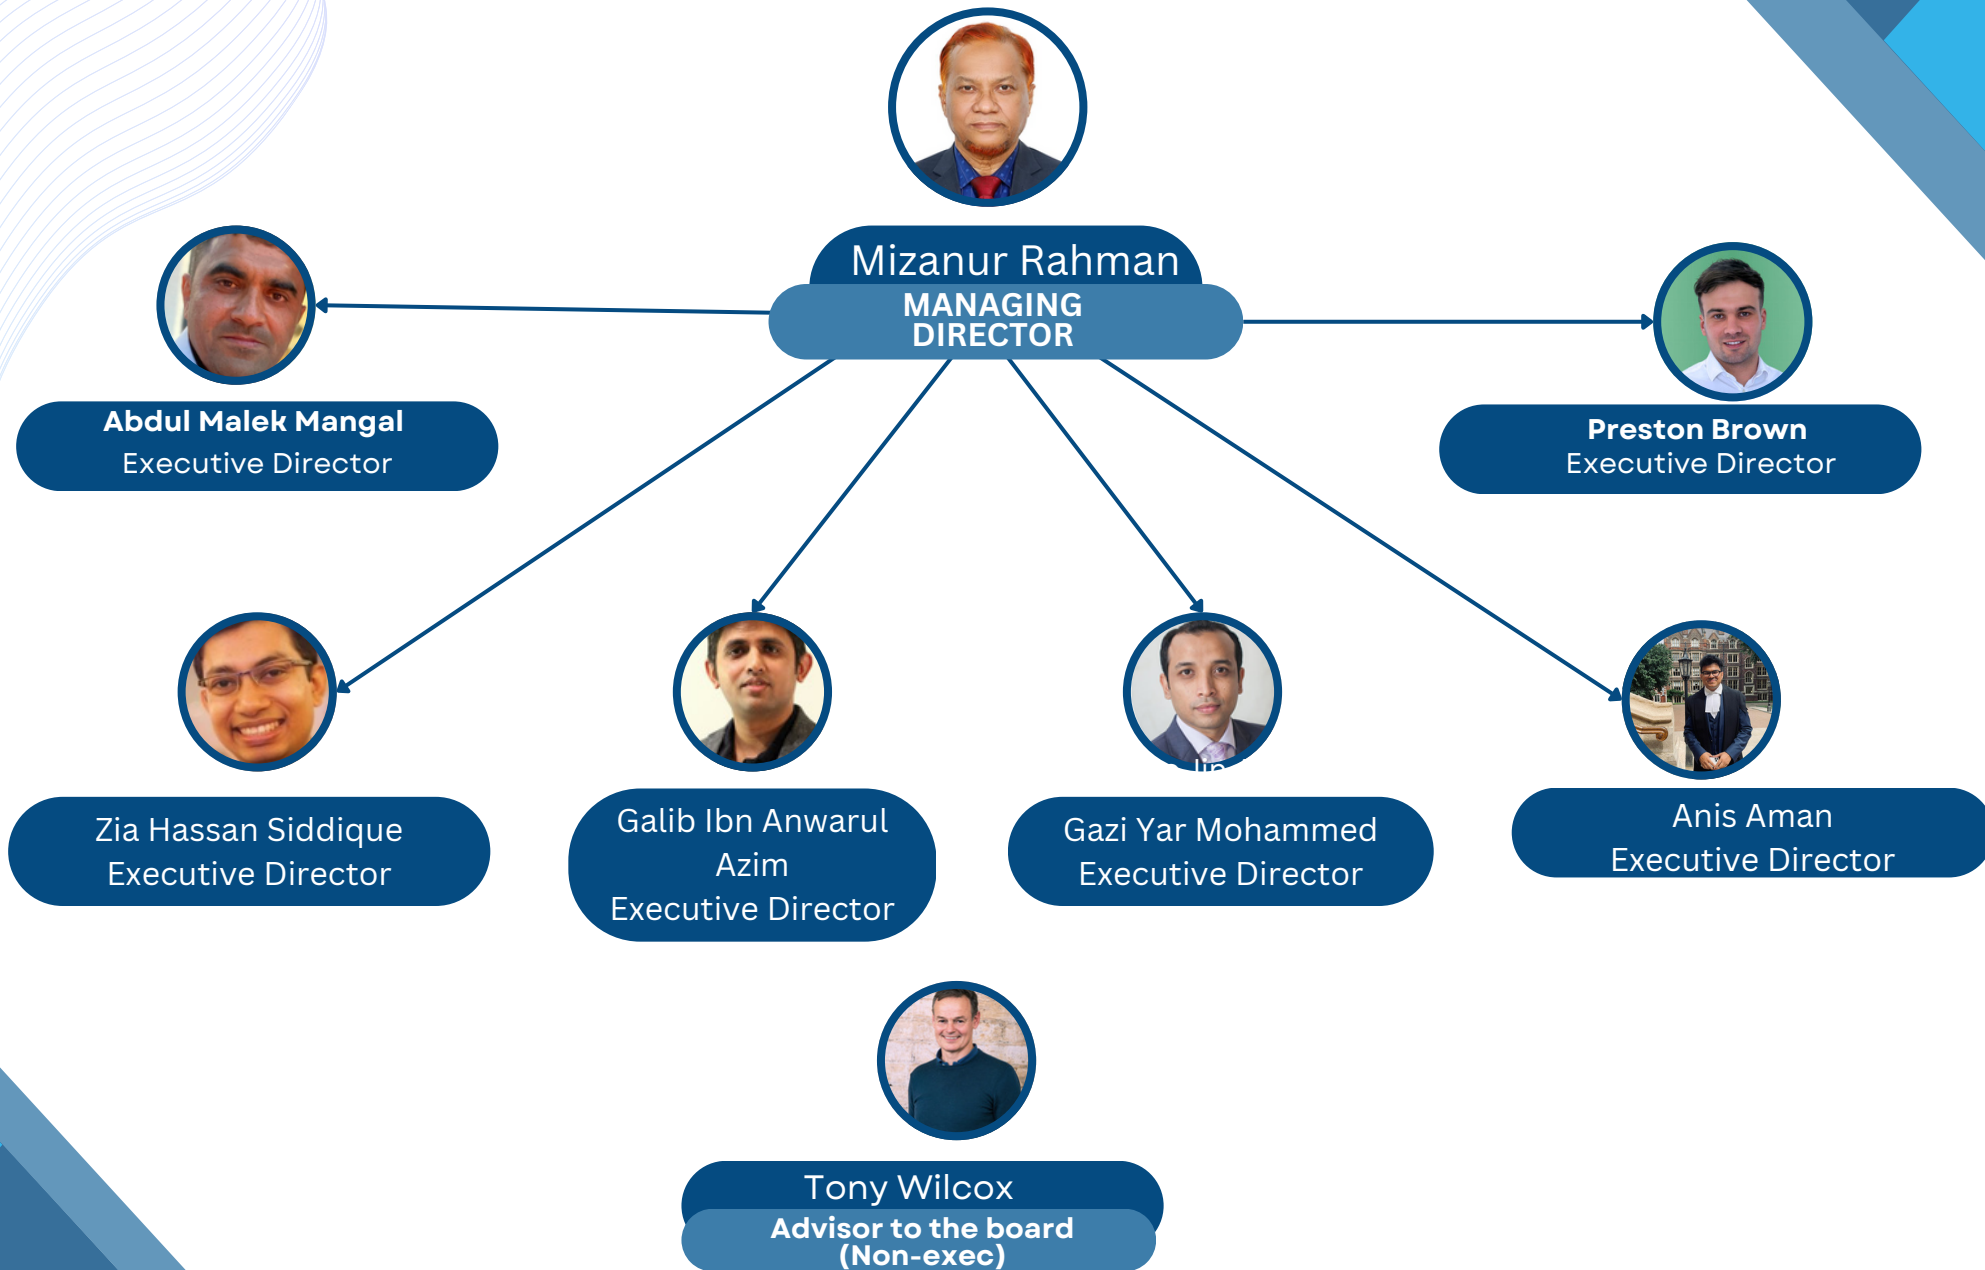 Mizanur Rahman
MANAGING
DIRECTOR
Abdul Malek Mangal
Executive Director
Preston Brown
Executive Director
Zia Hassan Siddique
Executive Director
Galib Ibn Anwarul
Azim
Executive Director
Gazi Yar Mohammed
Executive Director
Anis Aman
Executive Director
Tony Wilcox
Advisor to the board
(Non-exec)